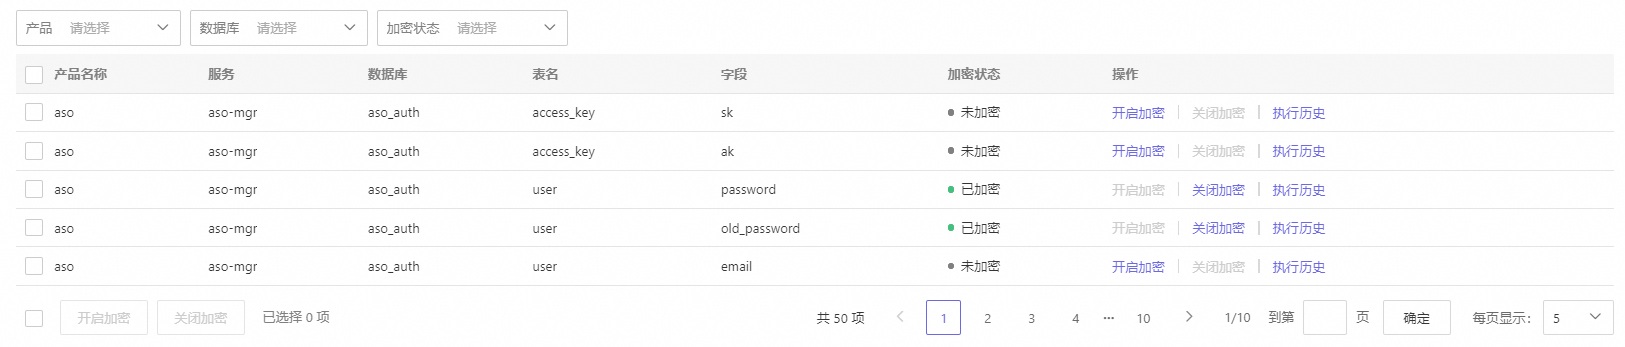 产品 请选择 数据库 请选择 加密状态 请选择
产品名称 服务 数据库 表名 字段 加密状态 操作
aso aso-mgr aso_auth access_key sk 未加密 开启加密 关闭加密 执行历史
aso aso-mgr aso_auth access_key ak 未加密 开启加密 关闭加密 执行历史
aso aso-mgr aso_auth user password 已加密 开启加密 关闭加密 执行历史
aso aso-mgr aso_auth user old_password 已加密 开启加密 关闭加密 执行历史
aso aso-mgr aso_auth user email 未加密 开启加密 关闭加密 执行历史
开启加密 关闭加密 已选择 0 项 共 50 项 1 2 3 4 ··· 10 1/10 到第 页 确定 每页显示： 5